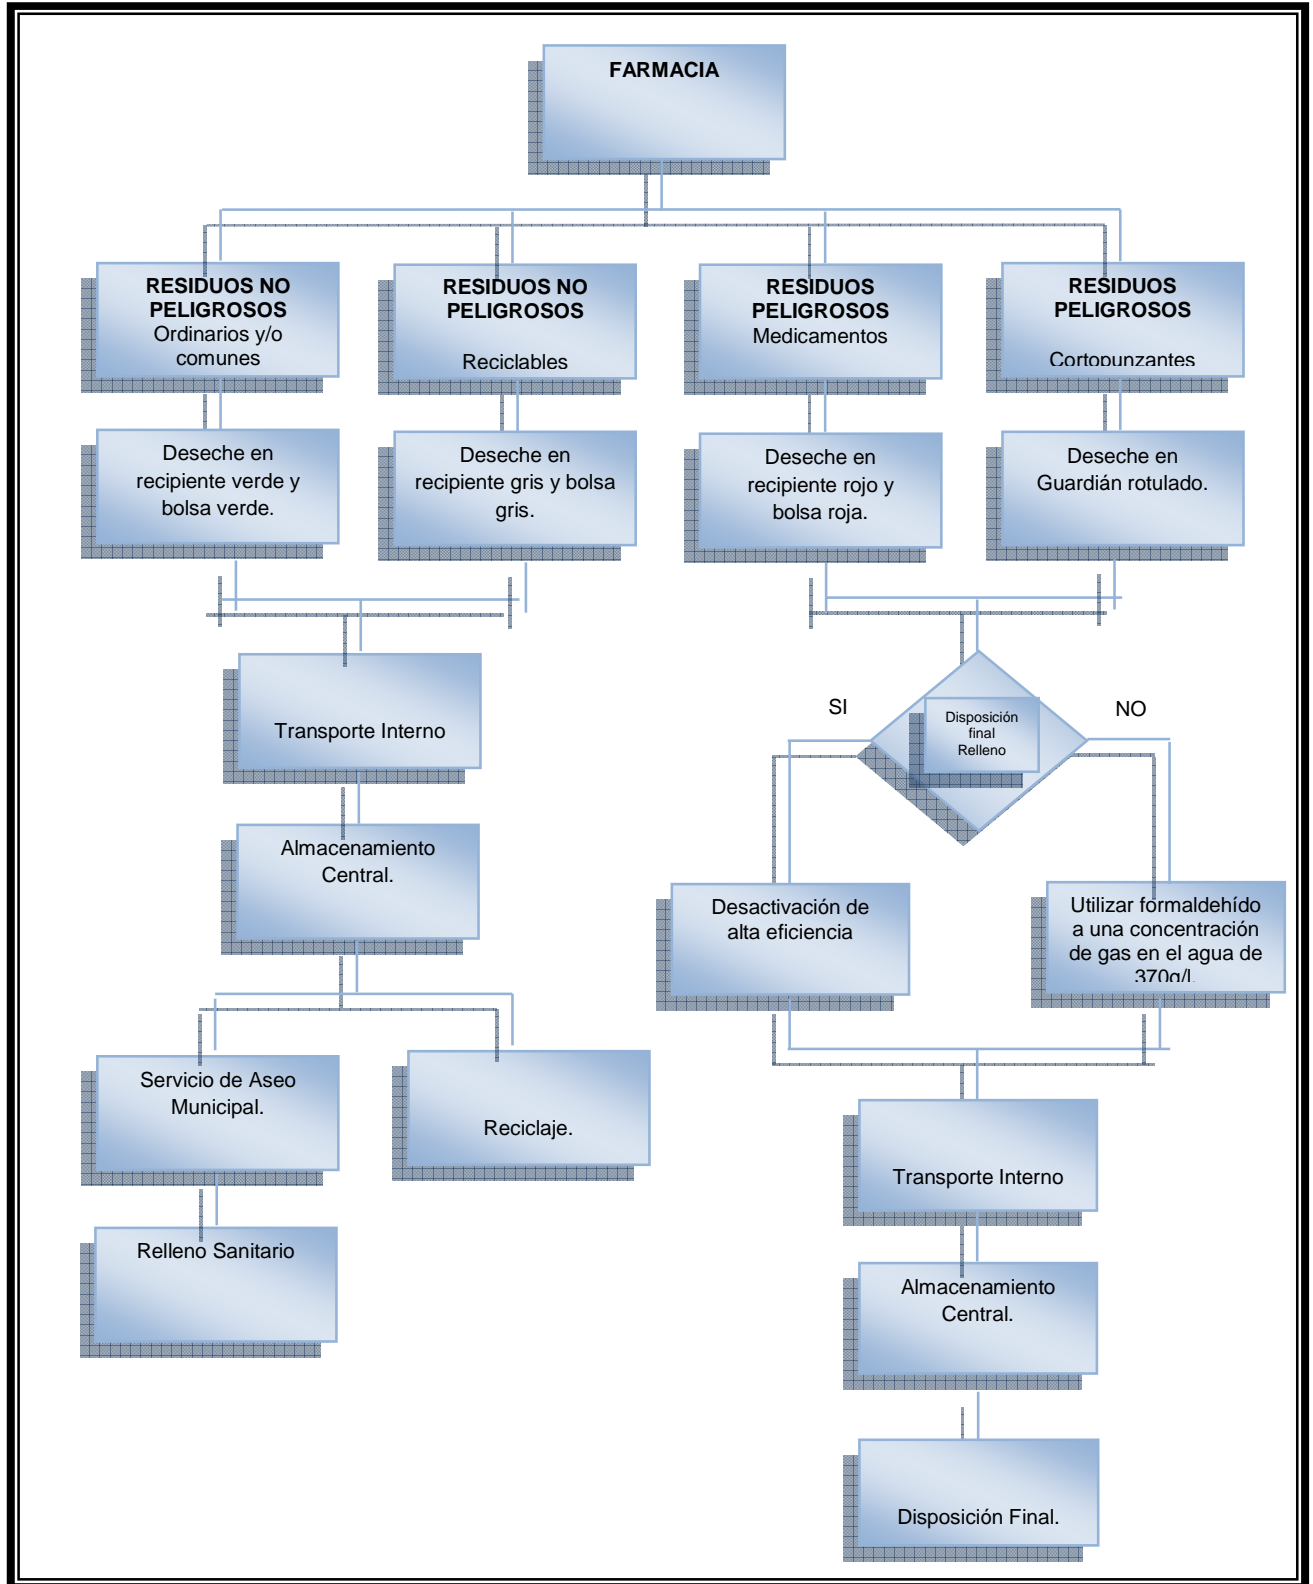 FARMACIA
RESIDUOS NO
PELIGROSOS
Ordinarios y/o
comunes
RESIDUOS NO
PELIGROSOS
Reciclables
RESIDUOS
PELIGROSOS
Medicamentos
RESIDUOS
PELIGROSOS
Cortopunzantes
Deseche en
recipiente verde y
bolsa verde.
Deseche en
recipiente gris y bolsa
gris.
Deseche en
recipiente rojo y
bolsa roja.
Deseche en
Guardián rotulado.
Transporte Interno
SI
Disposición
final
Relleno
NO
Almacenamiento
Central.
Desactivación de
alta eficiencia
Utilizar formaldehído
a una concentración
de gas en el agua de
370g/l.
Servicio de Aseo
Municipal.
Reciclaje.
Transporte Interno
Relleno Sanitario
Almacenamiento
Central.
Disposición Final.